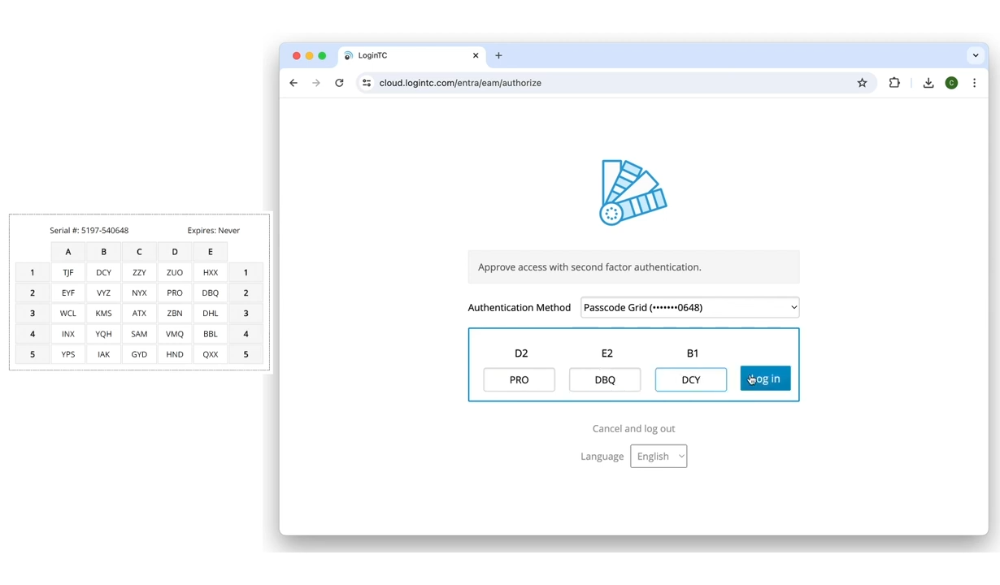 LoginTC
cloud.logintc.com/entra/eam/authorize
C
Serial #: 5197-540648 Expires: Never
A B C D E
1 TJF DCY ZZY ZUO HXX 1
2 EYF VYZ NYX PRO DBQ 2
3 WCL KMS ATX ZBN DHL 3
4 INX YQH SAM VMQ BBL 4
5 YPS IAK GYD HND QXX 5
Approve access with second factor authentication.
Authentication Method Passcode Grid (•••••••0648)
D2 E2 B1
PRO DBQ DCY Log in
Cancel and log out
Language English